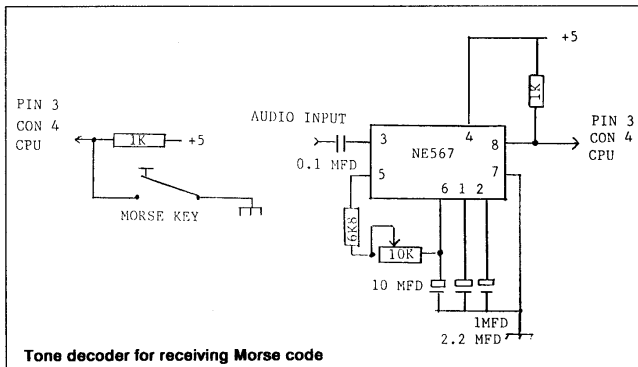 PIN 3
CON 4
CPU
1K
+5
MORSE KEY
AUDIO INPUT
0.1 MFD
3
5
4
NE567
8
7
6 1 2
6K8
10K
10 MFD
1MFD
2.2 MFD
+5
1K
PIN 3
CON 4
CPU
Tone decoder for receiving Morse code